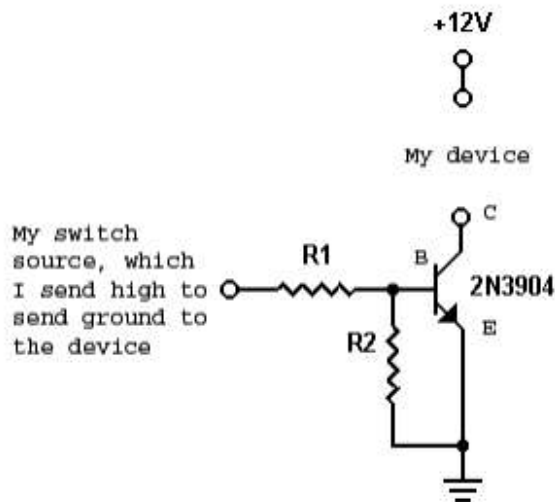 +12V
My device
C
My switch
source, which
I send high to
send ground to
the device
R1
B
2N3904
E
R2